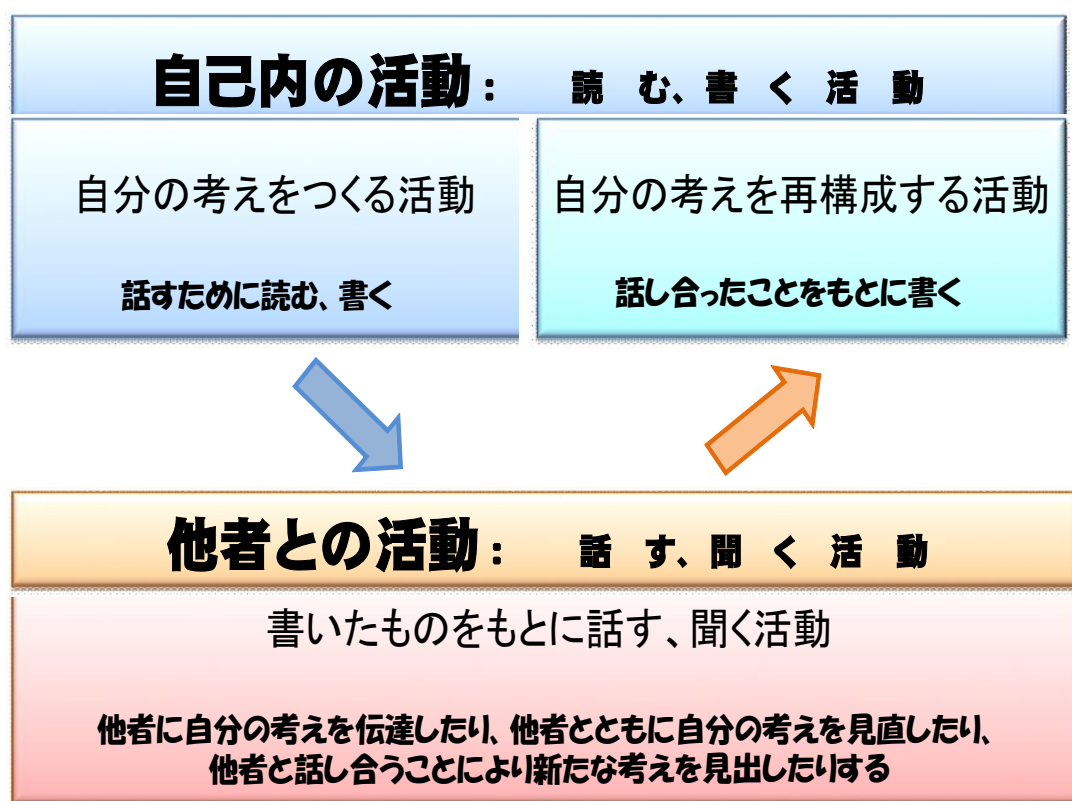 自己内の活動： 読む、書く活動
自分の考えをつくる活動
話すために読む、書く
自分の考えを再構成する活動
話し合ったことをもとに書く
他者との活動： 話す、聞く活動
書いたものをもとに話す、聞く活動
他者に自分の考えを伝達したり、他者とともに自分の考えを見直したり、
他者と話し合うことにより新たな考えを見出したりする